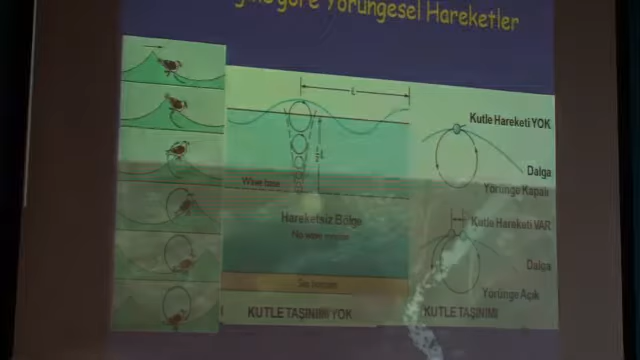 göre Yörüngesel Hareketler
L
Kutle Hareketi YOK
Dalga
Yörünge Kapalı
Wave base
Hareketsiz Bölge
No wave motion
Kutle Hareketi VAR
Dalga
Yörünge Açık
Sea bottom
KUTLE TAŞINIMI YOK
KUTLE TAŞINIMI